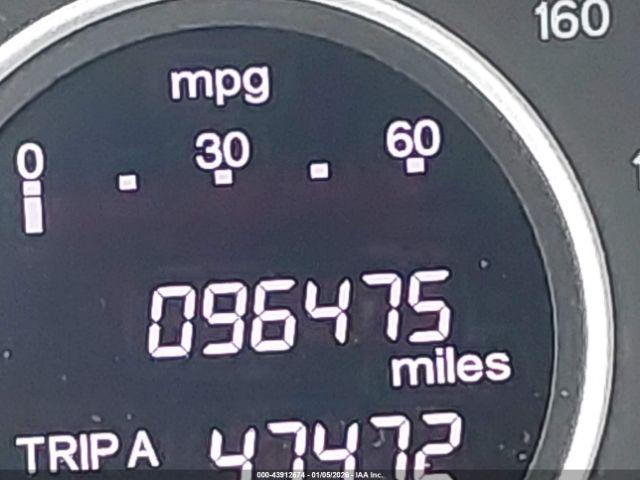 160
mpg
0 30 60
096475
miles
TRIP A 47472
000-43912674 - 01/05/2026 - IAA Inc.